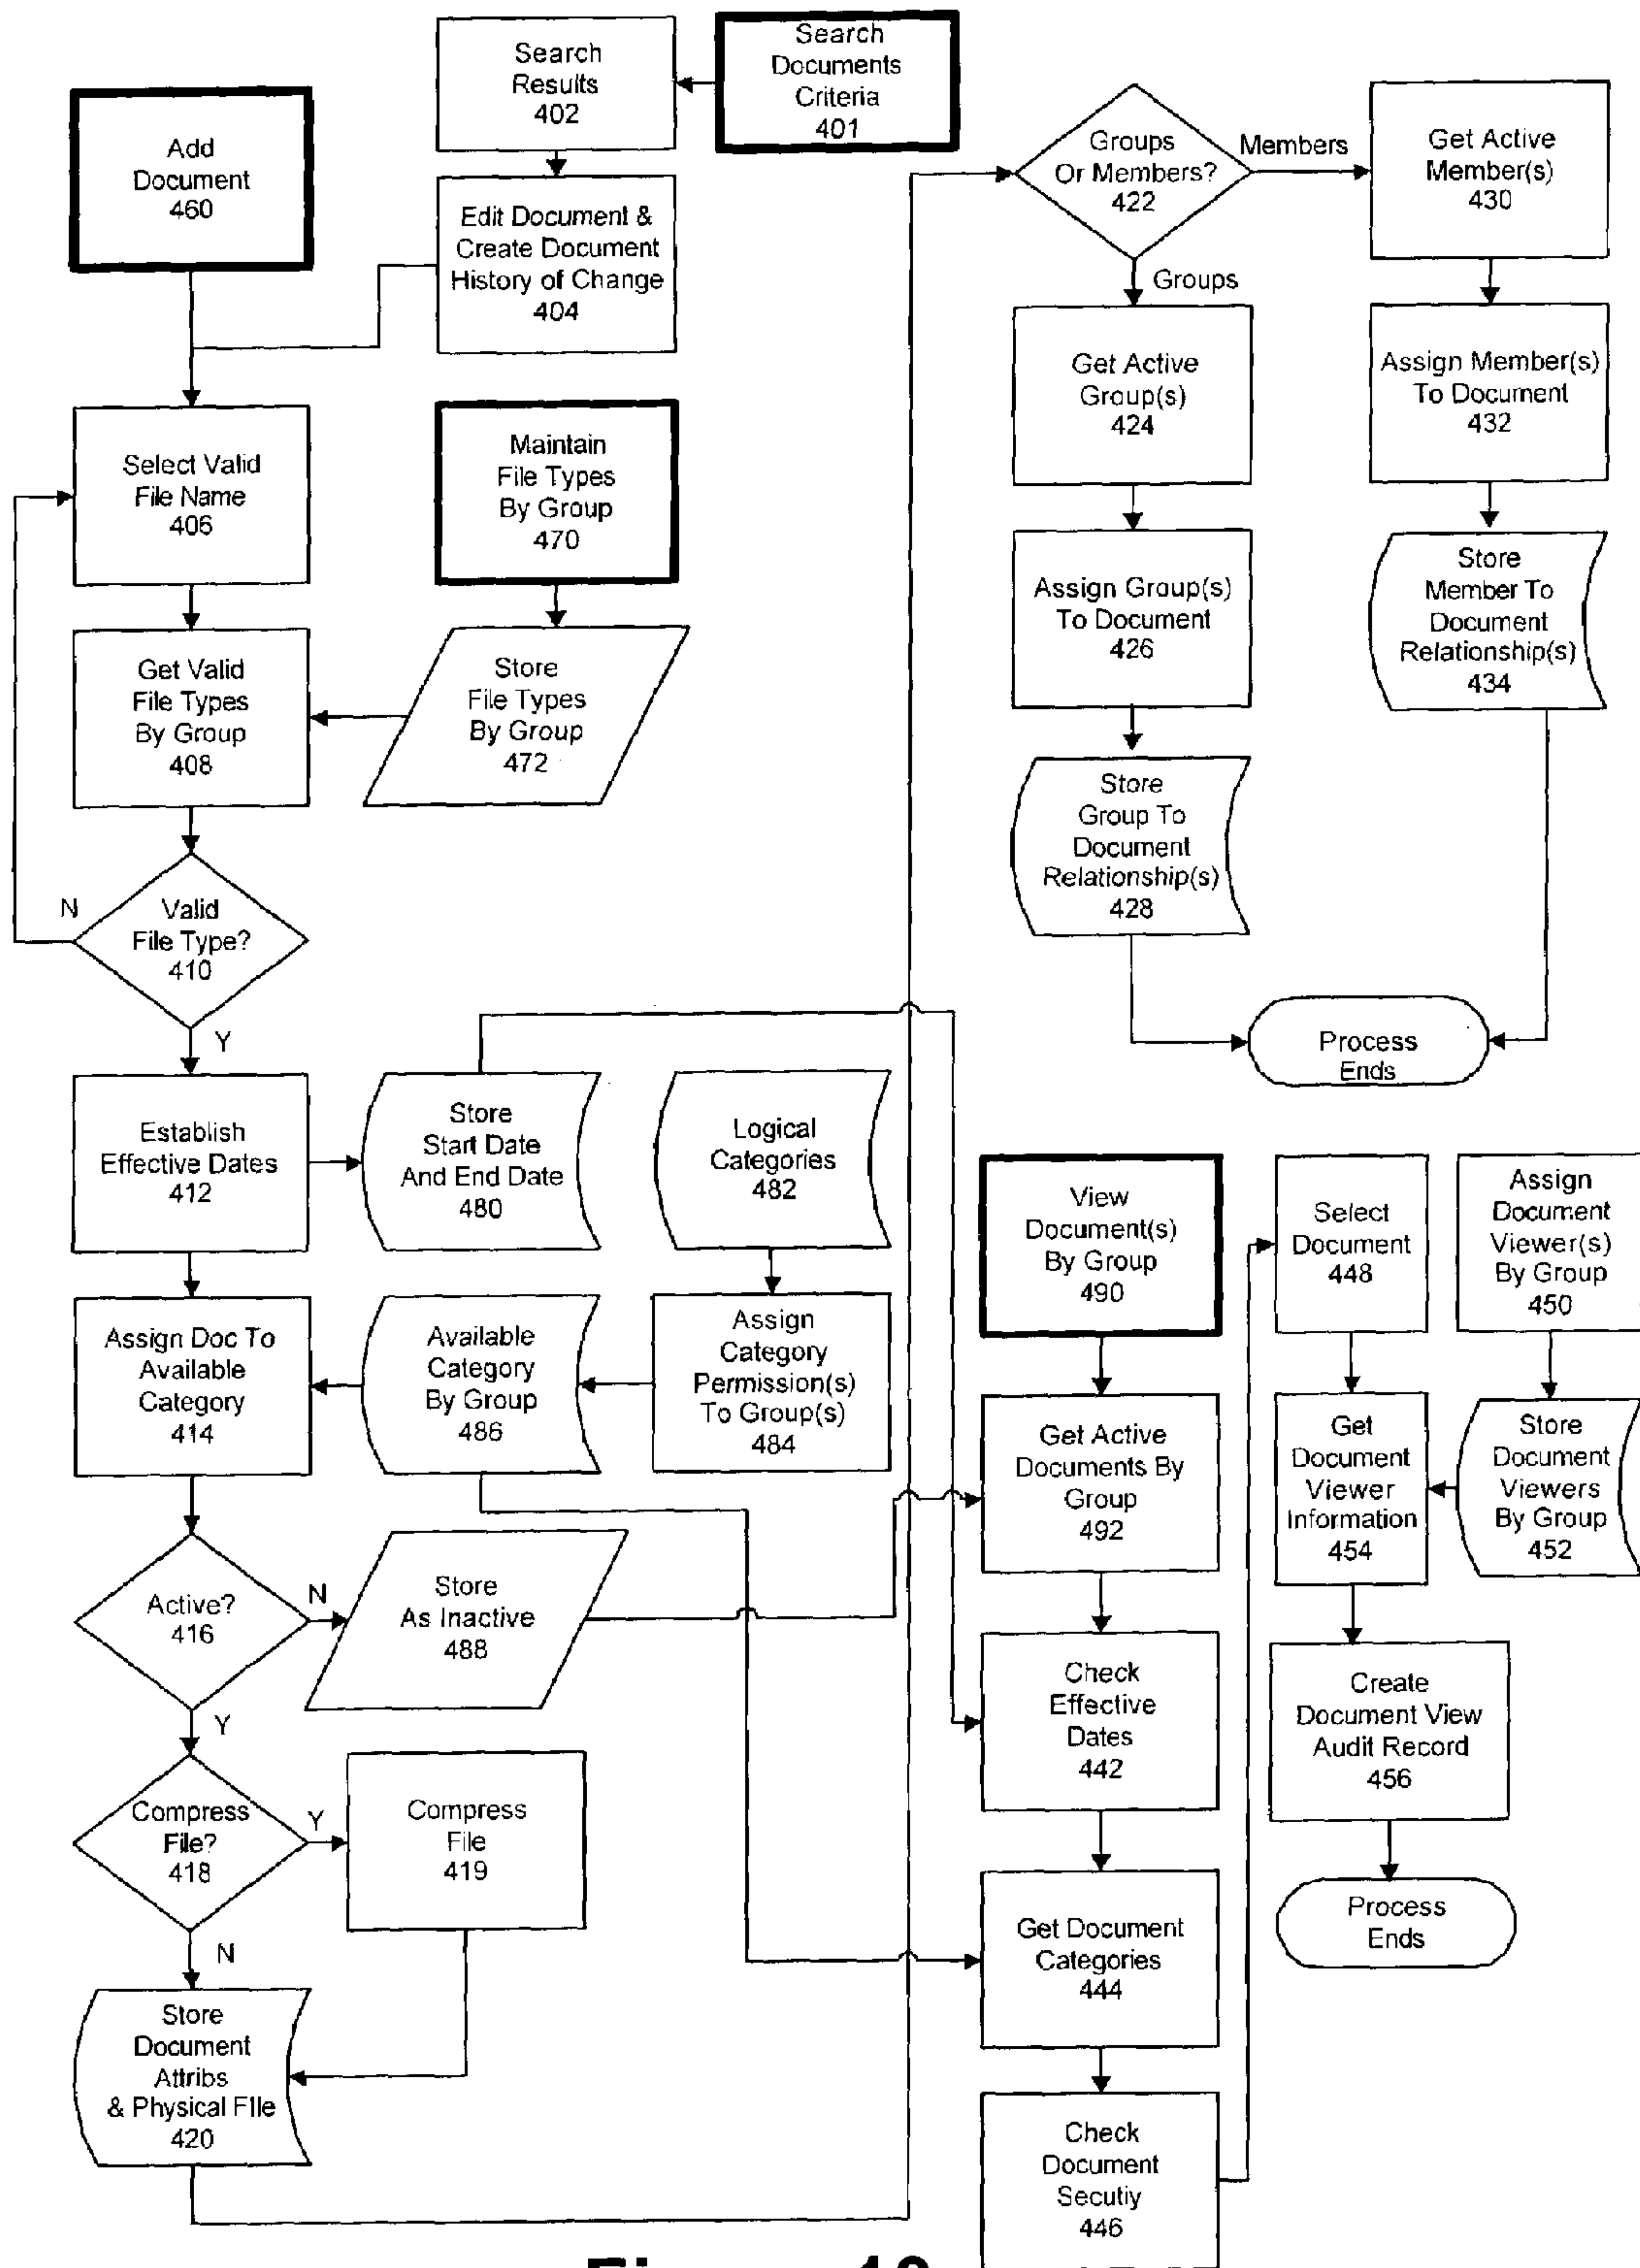 Search
Documents
Criteria
401
Search
Results
402
Add
Document
460
Edit Document &
Create Document
History of Change
404
Select Valid
File Name
406
Maintain
File Types
By Group
470
Get Valid
File Types
By Group
408
Store
File Types
By Group
472
N
Valid
File Type?
410
Y
Establish
Effective Dates
412
Store
Start Date
And End Date
480
Logical
Categories
482
Assign Doc To
Available
Category
414
Available
Category
By Group
486
Assign
Category
Permission(s)
To Group(s)
484
Active?
416
N
Store
As Inactive
488
Y
Compress
File?
418
Y
Compress
File
419
N
Store
Document
Attribs
& Physical File
420
Groups
Or Members?
422
Members
Groups
Get Active
Member(s)
430
Get Active
Group(s)
424
Assign Member(s)
To Document
432
Assign Group(s)
To Document
426
Store
Member To
Document
Relationship(s)
434
Store
Group To
Document
Relationship(s)
428
Process
Ends
View
Document(s)
By Group
490
Select
Document
448
Assign
Document
Viewer(s)
By Group
450
Get Active
Documents By
Group
492
Get
Document
Viewer
Information
454
Store
Document
Viewers
By Group
452
Check
Effective
Dates
442
Create
Document View
Audit Record
456
Get Document
Categories
444
Process
Ends
Check
Document
Secutiy
446